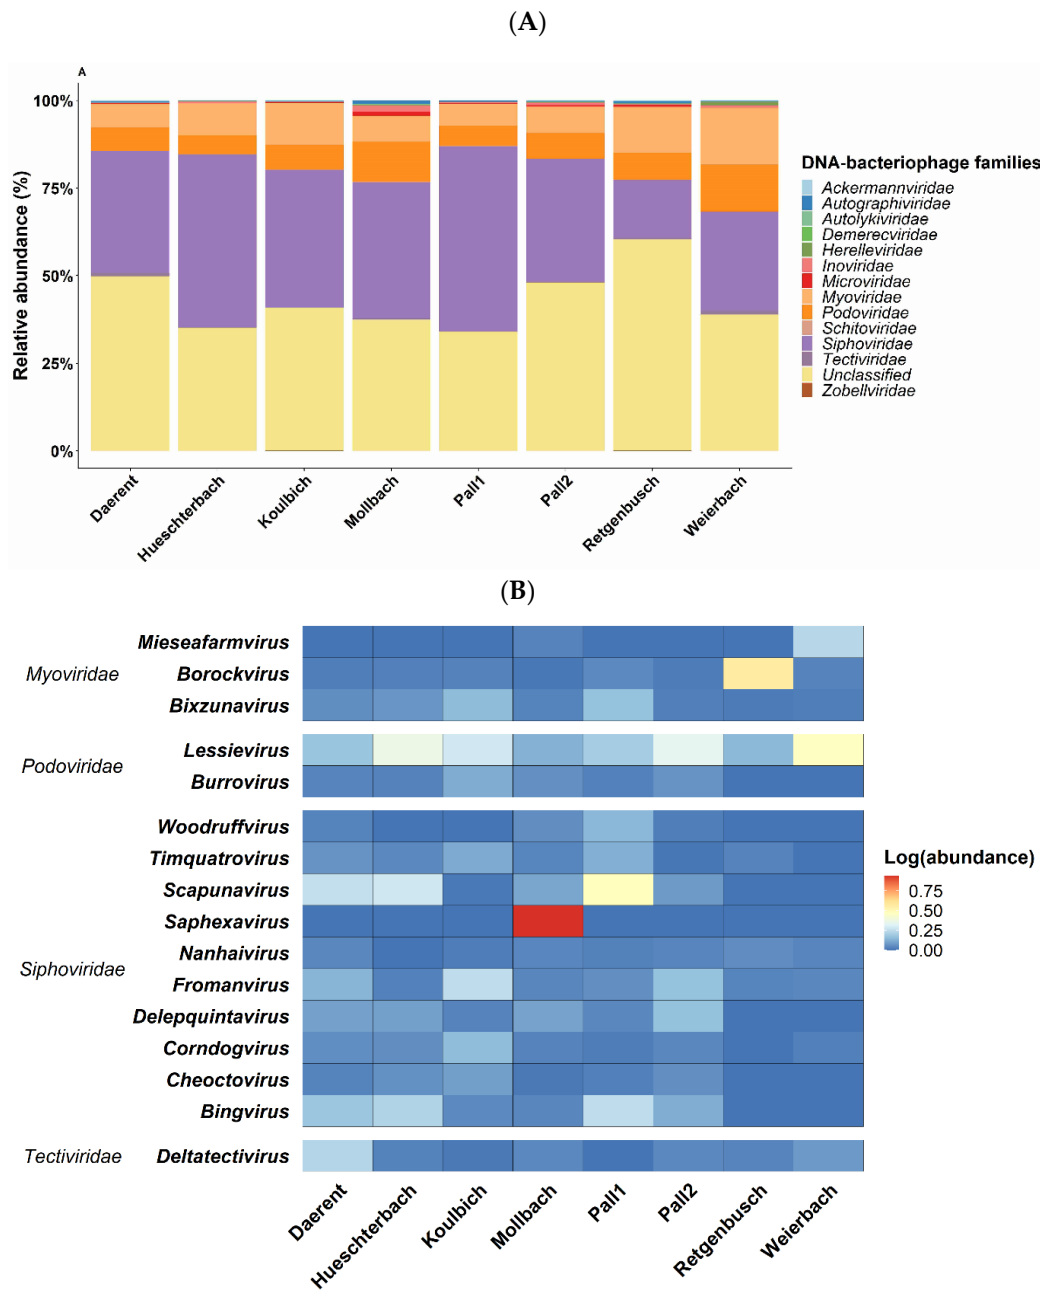 (A)
A
Relative abundance (%)
100%
75%
50%
25%
0%
Daerent
Hueschterbach
Koulbich
Mollbach
Pall1
Pall2
Retgenbusch
Weierbach
DNA-bacteriophage families
Ackermannviridae
Autographiviridae
Autolykiviridae
Demerecviridae
Herelleviridae
Inoviridae
Microviridae
Myoviridae
Podoviridae
Schitoviridae
Siphoviridae
Tectiviridae
Unclassified
Zobellviridae
(B)
Myoviridae
Mieseafarmvirus
Borockvirus
Bixzunavirus
Podoviridae
Lessievirus
Burrovirus
Siphoviridae
Woodruffvirus
Timquatrovirus
Scapunavirus
Saphexavirus
Nanhaivirus
Fromanvirus
Delepquintavirus
Corndogvirus
Cheoctovirus
Bingvirus
Tectiviridae
Deltatectivirus
Daerent
Hueschterbach
Koulbich
Mollbach
Pall1
Pall2
Retgenbusch
Weierbach
Log(abundance)
0.75
0.50
0.25
0.00